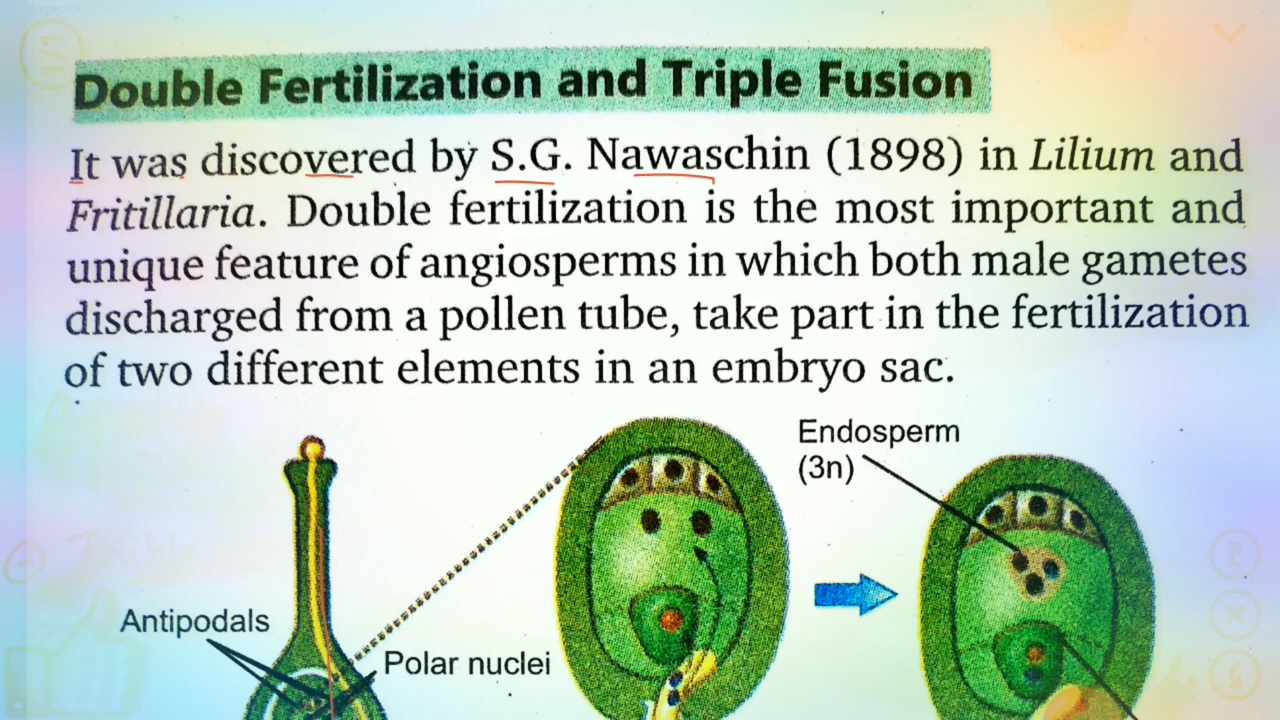 Double Fertilization and Triple Fusion
It was discovered by S.G. Nawaschin (1898) in Lilium and
Fritillaria. Double fertilization is the most important and
unique feature of angiosperms in which both male gametes
discharged from a pollen tube, take part in the fertilization
of two different elements in an embryo sac.
Endosperm
(3n)
Antipodals
Polar nuclei